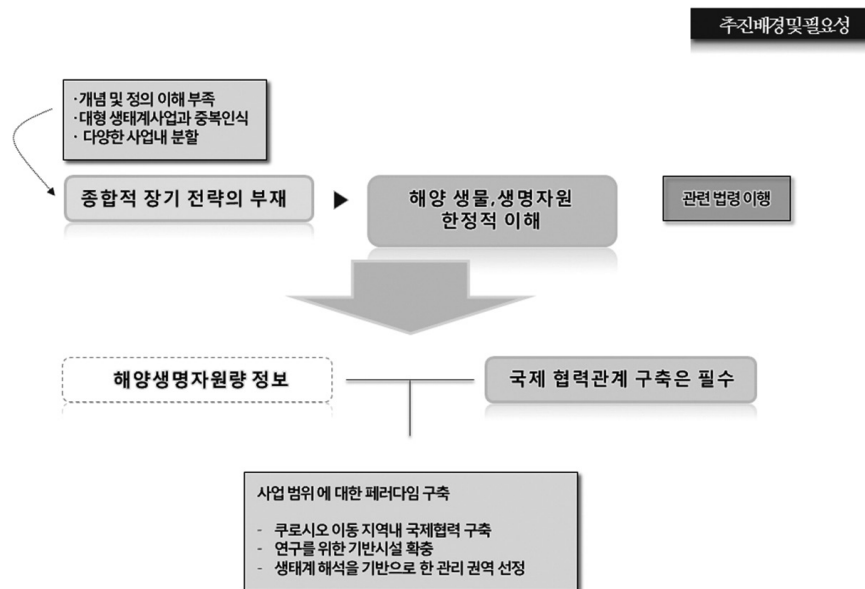 추진배경및필요성
·개념 및 정의 이해 부족
·대형 생태계사업과 중복인식
· 다양한 사업내 분할
종합적 장기 전략의 부재
해양 생물,생명자원
한정적 이해
관련 법령 이행
해양생명자원량 정보
국제 협력관계 구축은 필수
사업 범위 에 대한 페러다임 구축
- 쿠로시오 이동 지역내 국제협력 구축
- 연구를 위한 기반시설 확충
- 생태계 해석을 기반으로 한 관리 권역 선정